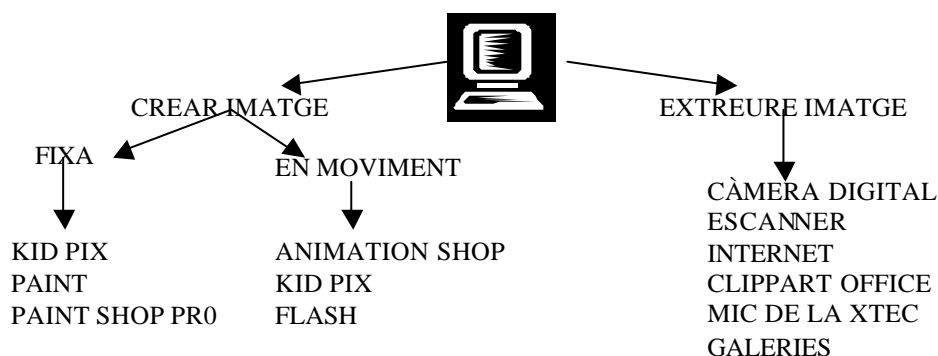 CREAR IMATGE
EXTREURE IMATGE
FIXA
EN MOVIMENT
KID PIX
PAINT
PAINT SHOP PR0
ANIMATION SHOP
KID PIX
FLASH
CÀMERA DIGITAL
ESCANNER
INTERNET
CLIPPART OFFICE
MIC DE LA XTEC
GALERIES